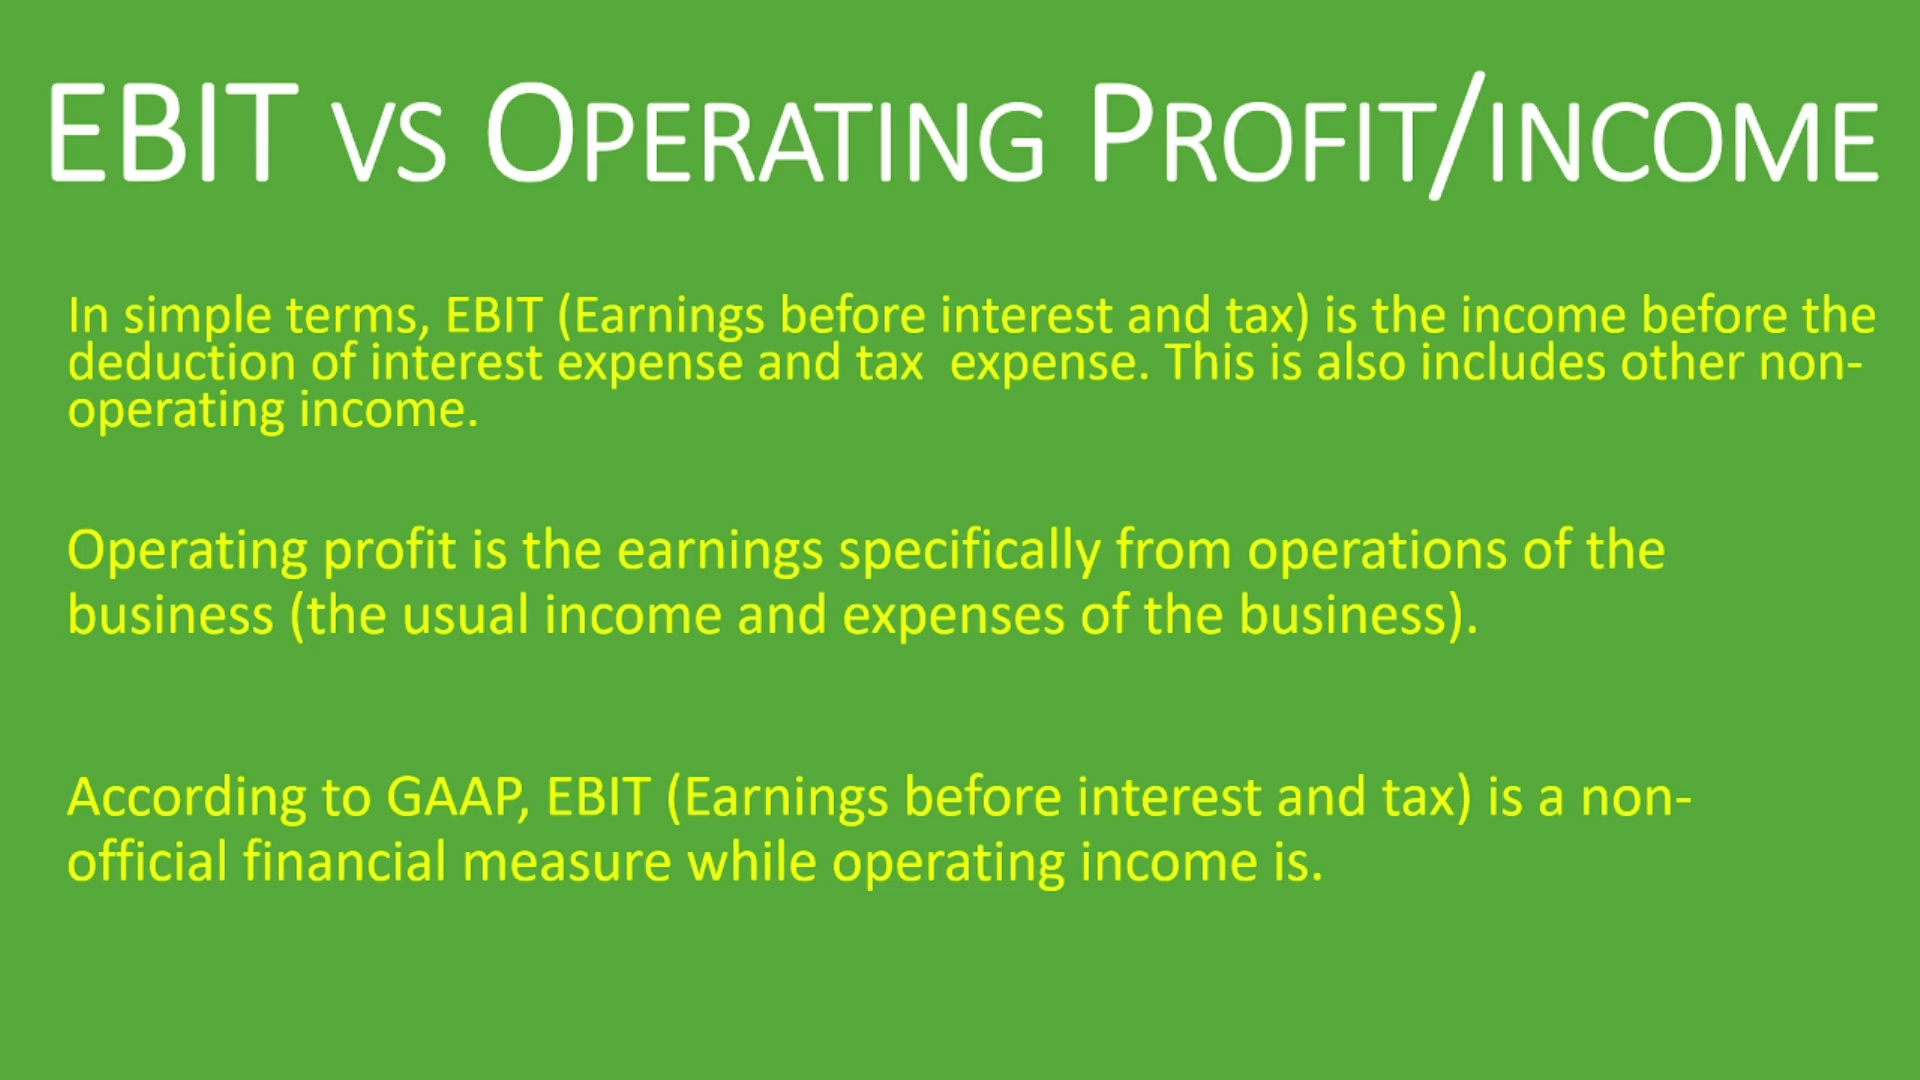 EBIT VS OPERATING PROFIT/INCOME
In simple terms, EBIT (Earnings before interest and tax) is the income before the
deduction of interest expense and tax  expense. This is also includes other non-
operating income.
Operating profit is the earnings specifically from operations of the
business (the usual income and expenses of the business).
According to GAAP, EBIT (Earnings before interest and tax) is a non-
official financial measure while operating income is.